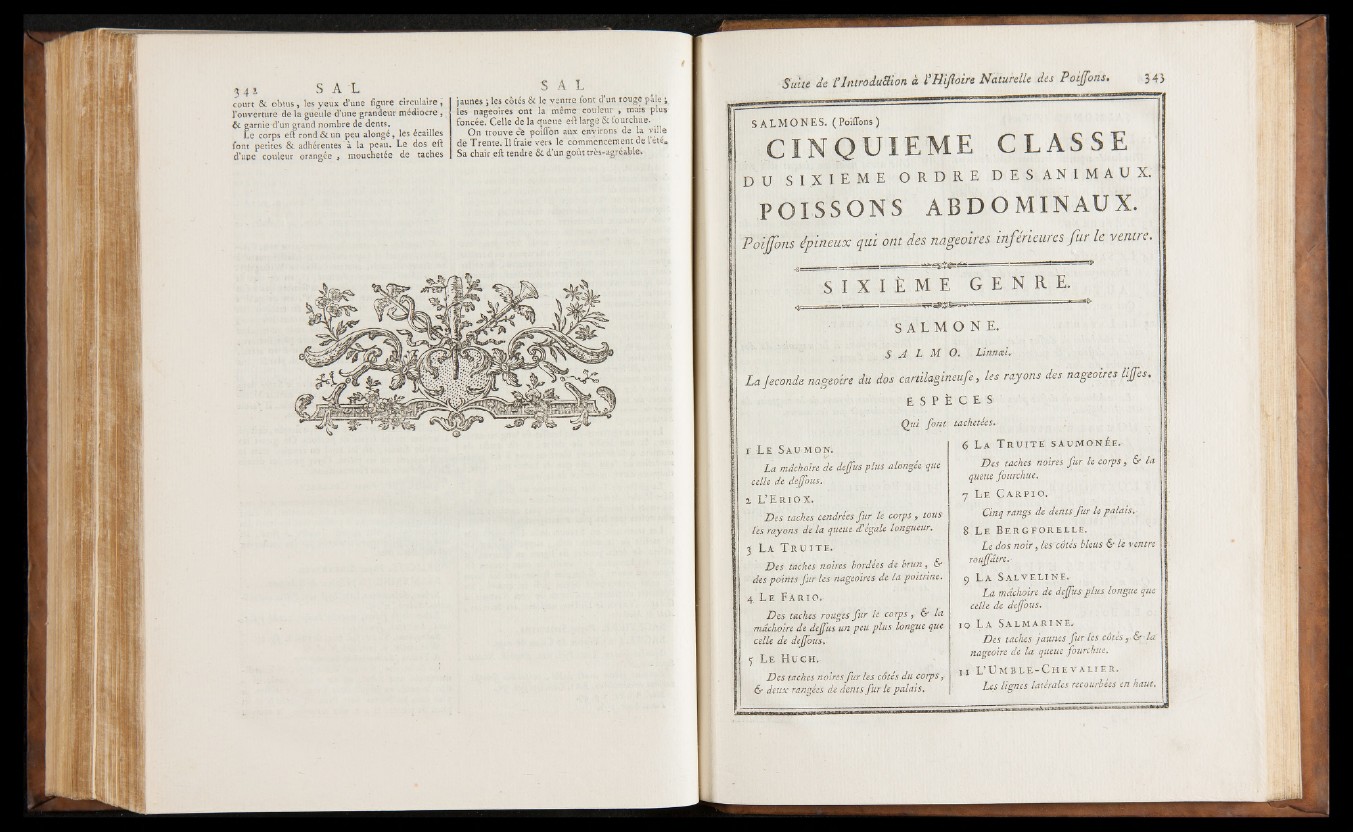 342 S A L
court & obtus, les yeux d'une figure circulaire,
l'ouverture de la gueule d'une grandeur médiocre,
& garnie d'un grand nombre de dents.
Le corps eſt rond & un peu alongé, les écailles
ſont petites & adhérentes à la peau. Le dos eſt
d'une couleur orangée, mouchetée de taches
S A L
jaunes ; les côtés & le ventre ſont d'un rouge pâle ;
les nageoires ont la même couleur, mais plus
foncée. Celle de la queue eſt large & fourchue.
On trouve ce poiſſon aux environs de la ville
de Trente. Il fraie vers le commencement de l'été.
Sa chair eſt tendre & d'un goût très-agréable.
Suite de l'Introduction à l'Hiſtoire Naturelle des Poiſſons. 343
SALMONES. (Poiſſons)
CINQUIEME CLASSE
DU SIXIEME ORDRE DES ANIMAUX.
POISSONS ABDOMINAUX.
Poiſſons épineux qui ont des nageoires inférieures ſur le ventre.
SIXIÈME GENRE.
SALMONE.
SALMO. Linnæi.
La ſeconde nageoire du dos cartilagineuſe, les rayons des nageoires liſſes.
ESPÈCES
Qui ſont tachetées.
1 LE SAUMON.
La mâchoire de deſſus plus alongée que
celle de deſſous.
2 L'ERIOX.
Des taches cendrées ſur le corps, tous
les rayons de la queue d'égale longueur.
3 LA TRUITE.
Des taches noires bordées de brun, &
des points ſur les nageoires de la poitrine.
4 LE FARIO.
Des taches rouges ſur le corps, & la
mâchoire de deſſus un peu plus longue que
celle de deſſous.
5 LE HUCH.
Des taches noires ſur les côtés du corps,
& deux rangées de dents ſur le palais.
6 LA TRUITE SAUMONÉE.
Des taches noires ſur le corps, & la
queue fourchue.
7 LE CARPIO.
Cinq rangs de dents ſur le palais.
8 LE BERGFORELLE.
Le dos noir, les côtés bleus & le ventre
rouſſâtre.
9 LA SALVELINE.
La mâchoire de deſſus plus longue que
celle de deſſous.
10 LA SALMARINE.
Des taches jaunes ſur les côtés, & la
nageoire de la queue fourchue.
11 L'UMBLE-CHEVALIER.
Les lignes latérales recourbées en haut.